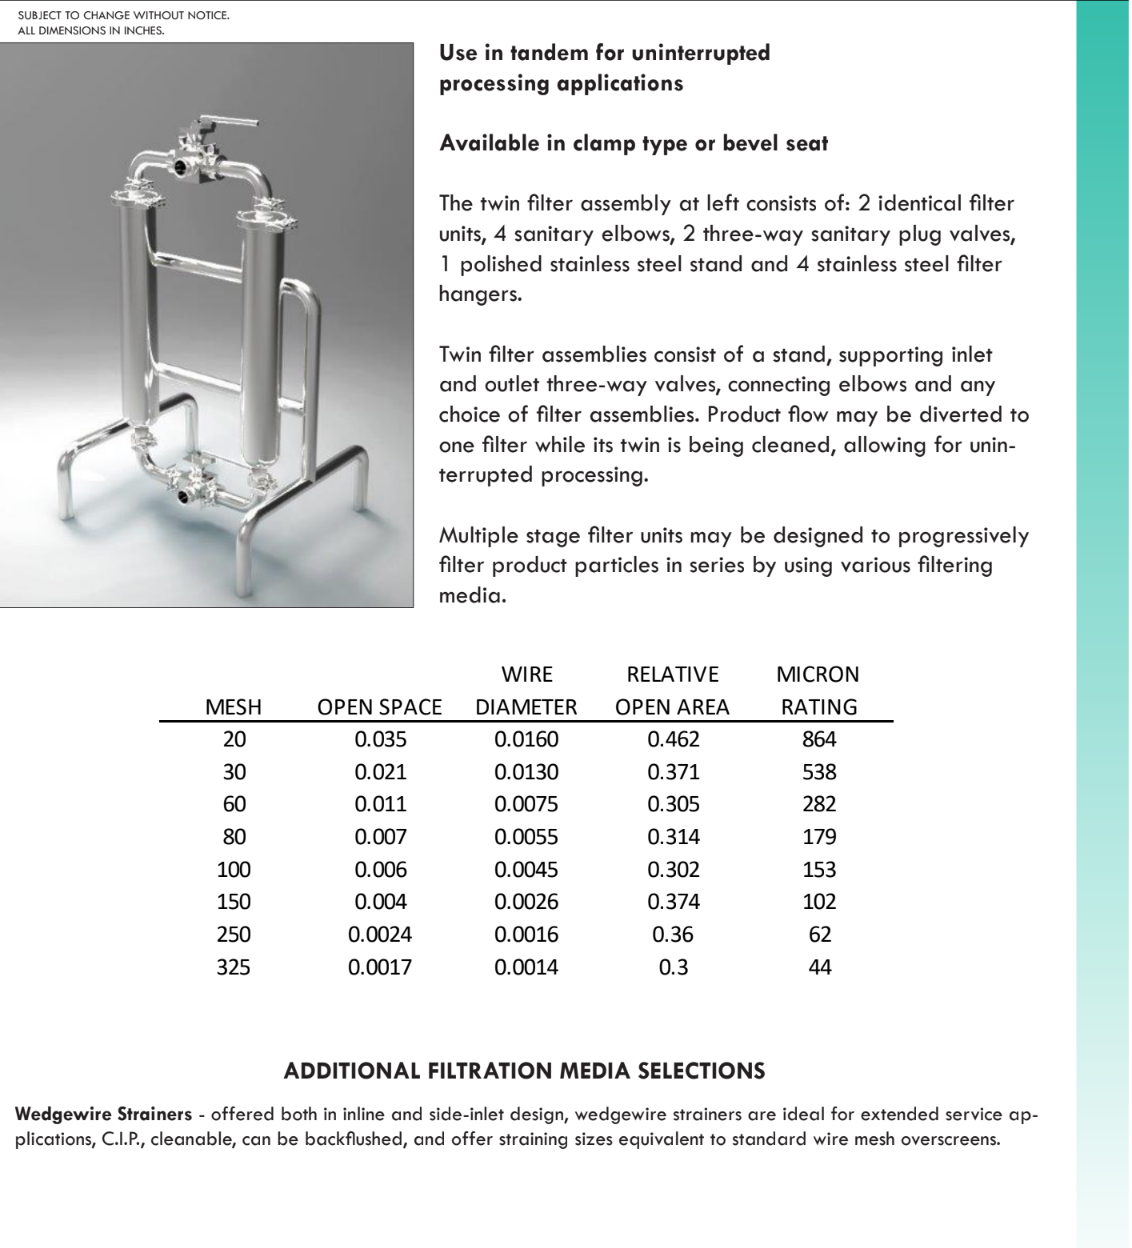 SUBJECT TO CHANGE WITHOUT NOTICE.
ALL DIMENSIONS IN INCHES.
Use in tandem for uninterrupted
processing applications
Available in clamp type or bevel seat
The twin filter assembly at left consists of: 2 identical filter
units, 4 sanitary elbows, 2 three-way sanitary plug valves,
1 polished stainless steel stand and 4 stainless steel filter
hangers.
Twin filter assemblies consist of a stand, supporting inlet
and outlet three-way valves, connecting elbows and any
choice of filter assemblies. Product flow may be diverted to
one filter while its twin is being cleaned, allowing for unin-
terrupted processing.
Multiple stage filter units may be designed to progressively
filter product particles in series by using various filtering
media.
WIRE RELATIVE MICRON
MESH OPEN SPACE DIAMETER OPEN AREA RATING
20 0.035 0.0160 0.462 864
30 0.021 0.0130 0.371 538
60 0.011 0.0075 0.305 282
80 0.007 0.0055 0.314 179
100 0.006 0.0045 0.302 153
150 0.004 0.0026 0.374 102
250 0.0024 0.0016 0.36 62
325 0.0017 0.0014 0.3 44
ADDITIONAL FILTRATION MEDIA SELECTIONS
Wedgewire Strainers - offered both in inline and side-inlet design, wedgewire strainers are ideal for extended service ap-
plications, C.I.P., cleanable, can be backflushed, and offer straining sizes equivalent to standard wire mesh overscreens.